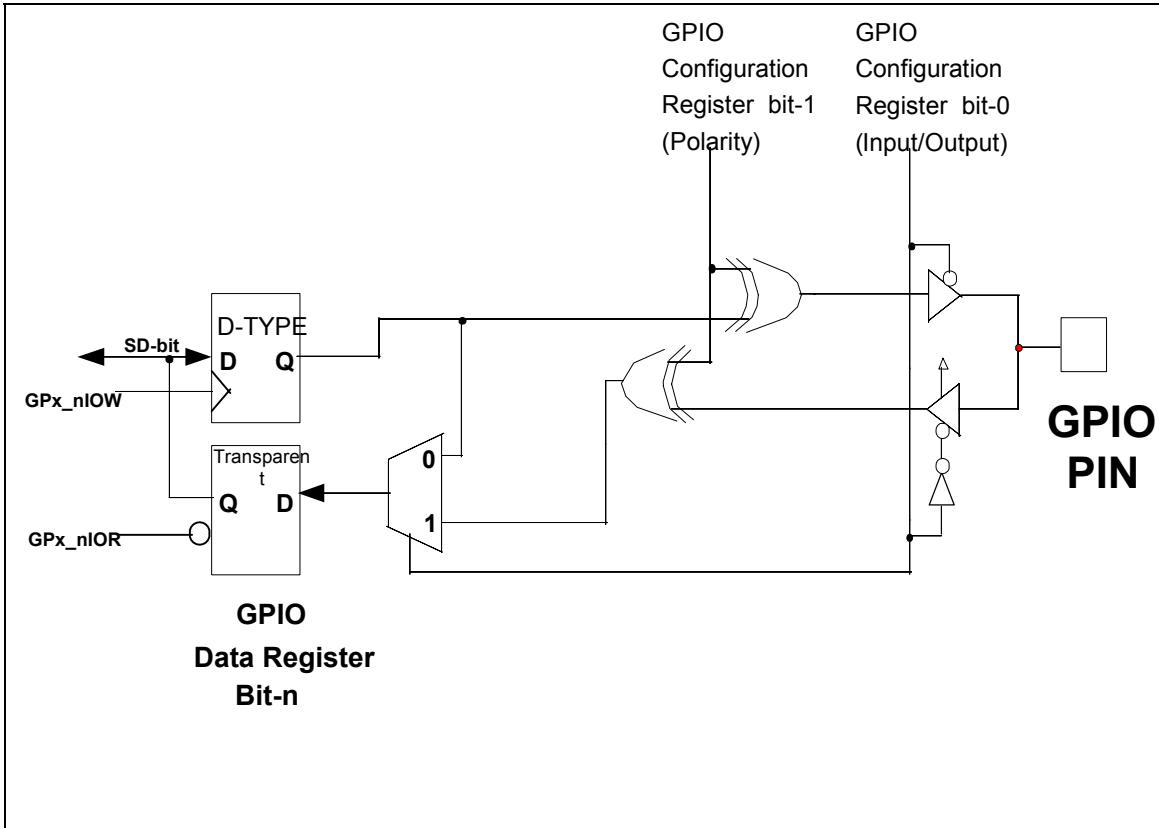 GPIO
Configuration
Register bit-1
(Polarity)
GPIO
Configuration
Register bit-0
(Input/Output)
D-TYPE
SD-bit
D Q
GPx_nIOW
Transparen
t
Q D
GPx_nIOR
0
1
GPIO
PIN
GPIO
Data Register
Bit-n